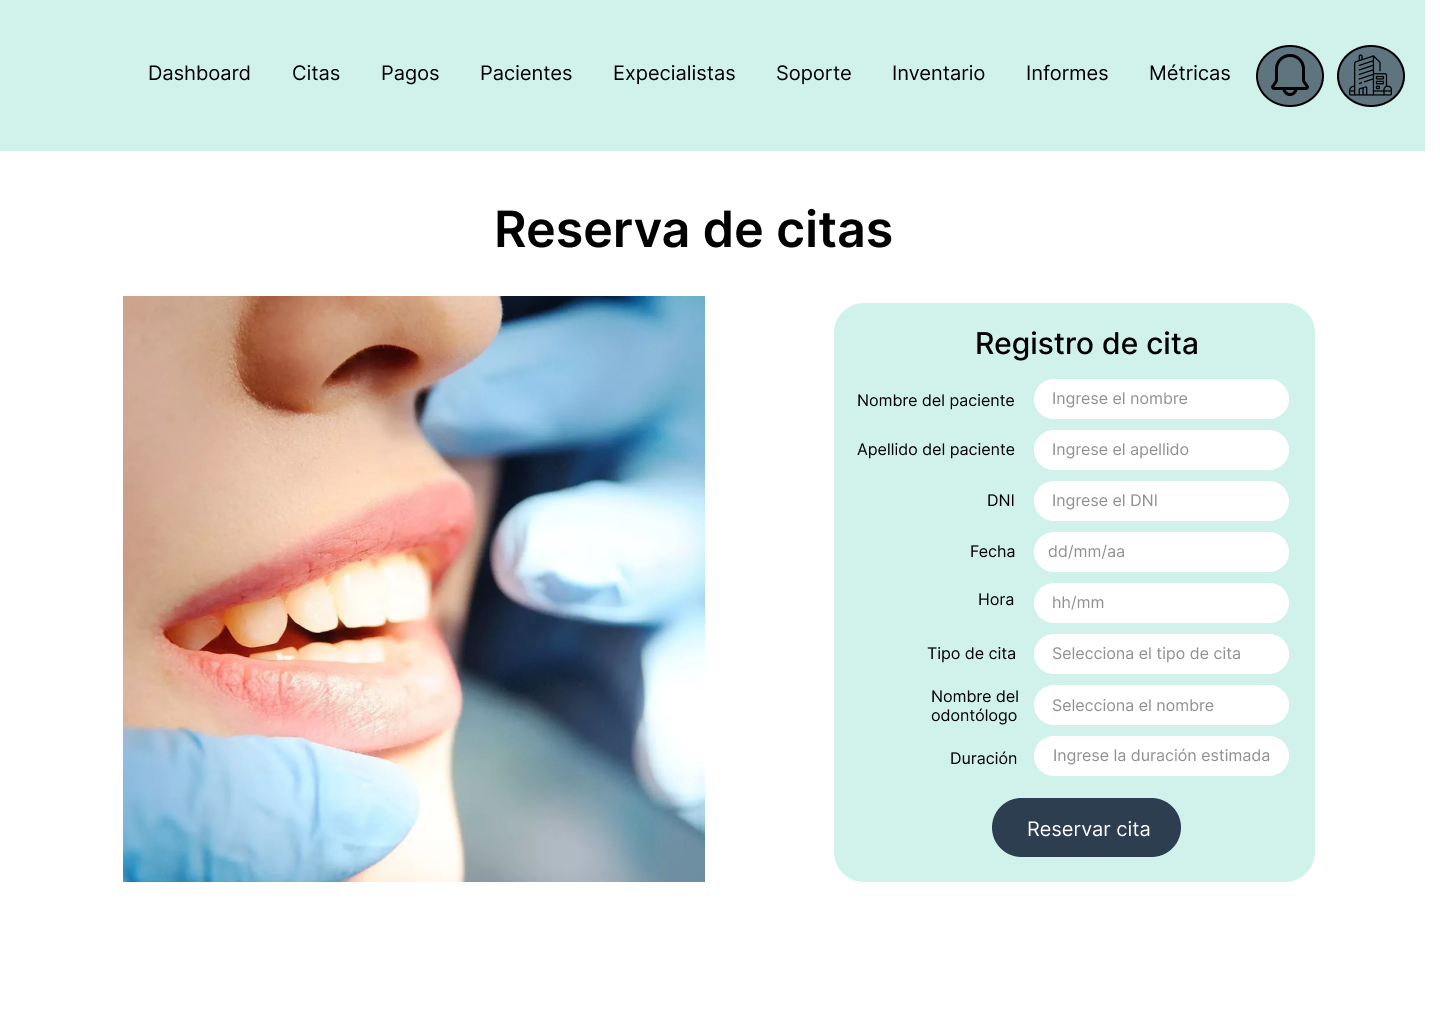 Dashboard Citas Pagos Pacientes Expecialistas Soporte Inventario Informes Métricas
Reserva de citas
Registro de cita
Nombre del paciente Ingrese el nombre
Apellido del paciente Ingrese el apellido
DNI Ingrese el DNI
Fecha dd/mm/aa
Hora hh/mm
Tipo de cita Selecciona el tipo de cita
Nombre del
odontólogo Selecciona el nombre
Duración Ingrese la duración estimada
Reservar cita